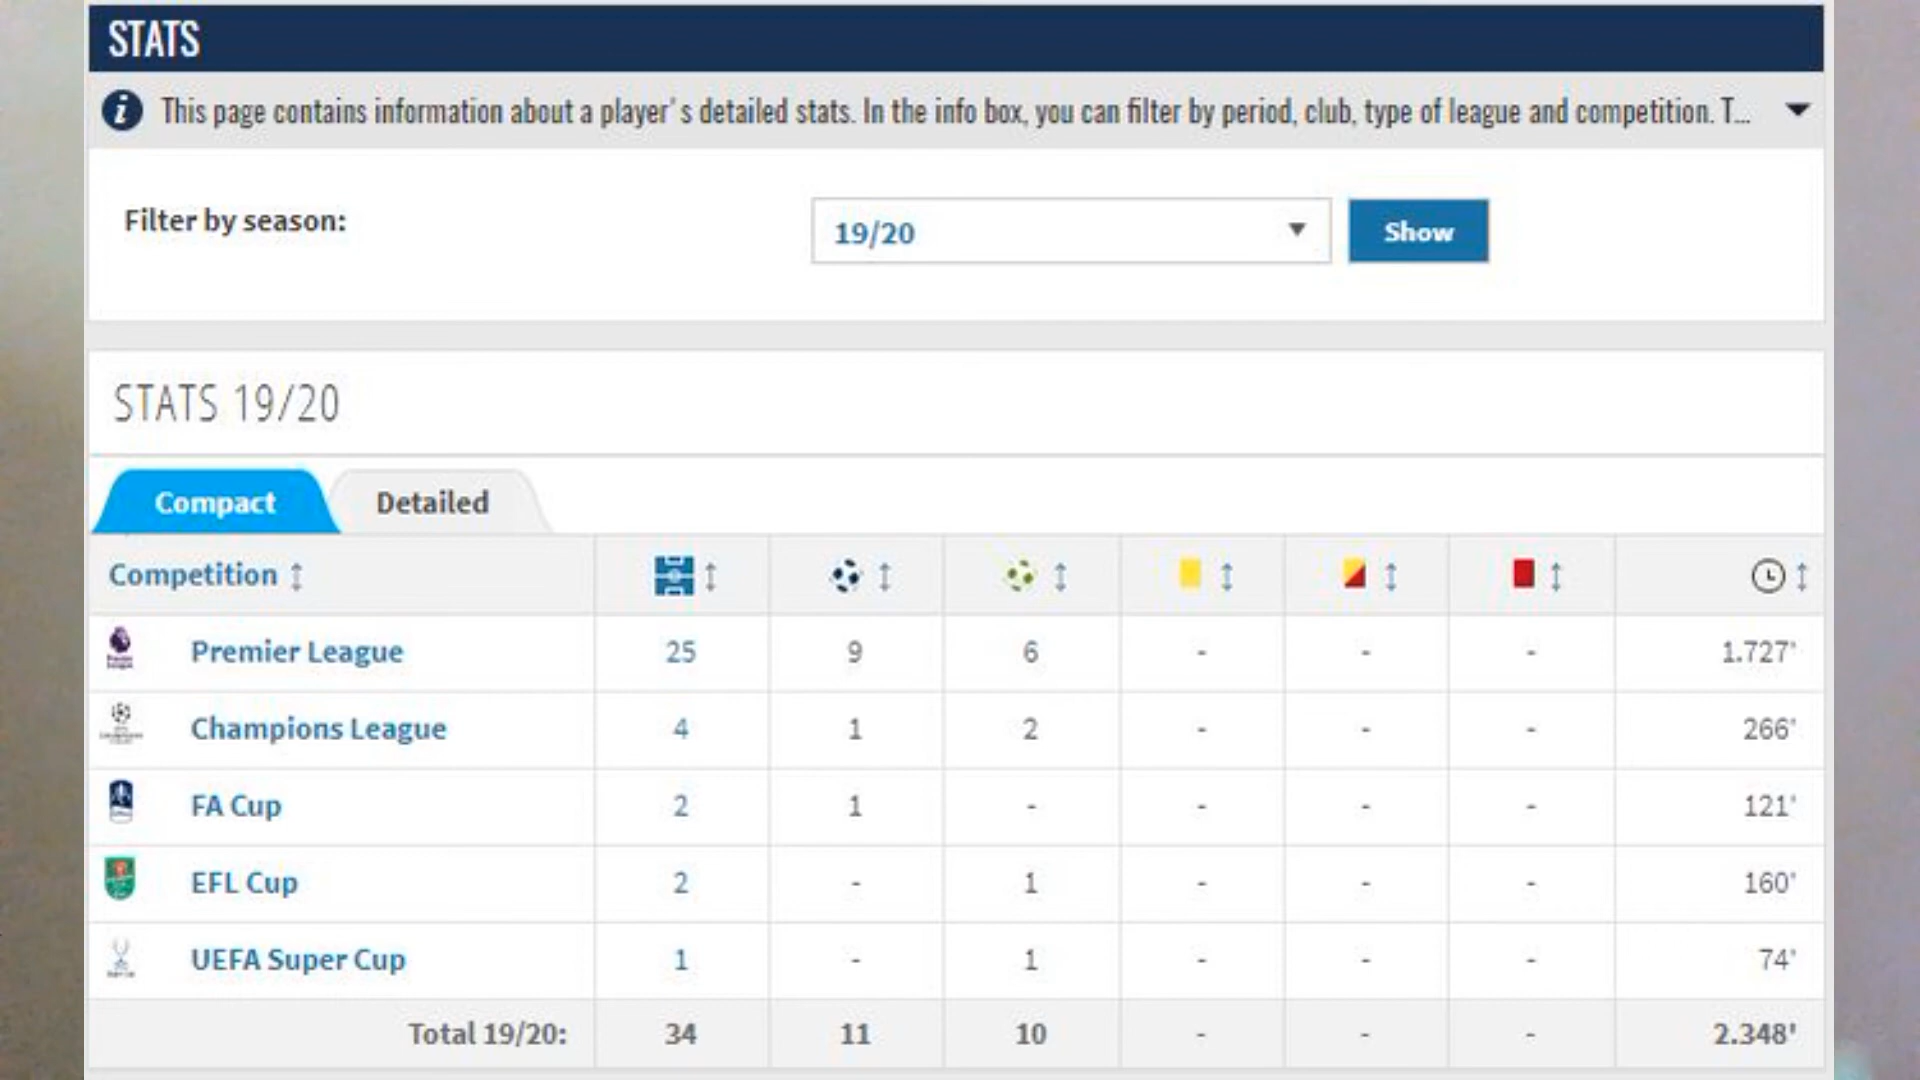 STATS
i This page contains information about a player's detailed stats. In the info box, you can filter by period, club, type of league and competition. T...
Filter by season: 19/20 Show
STATS 19/20
Compact Detailed
Competition
Premier League 25 9 6 - - - 1.727'
Champions League 4 1 2 - - - 266'
FA Cup 2 1 - - - - 121'
EFL Cup 2 - 1 - - - 160'
UEFA Super Cup 1 - 1 - - - 74'
Total 19/20: 34 11 10 - - - 2.348'